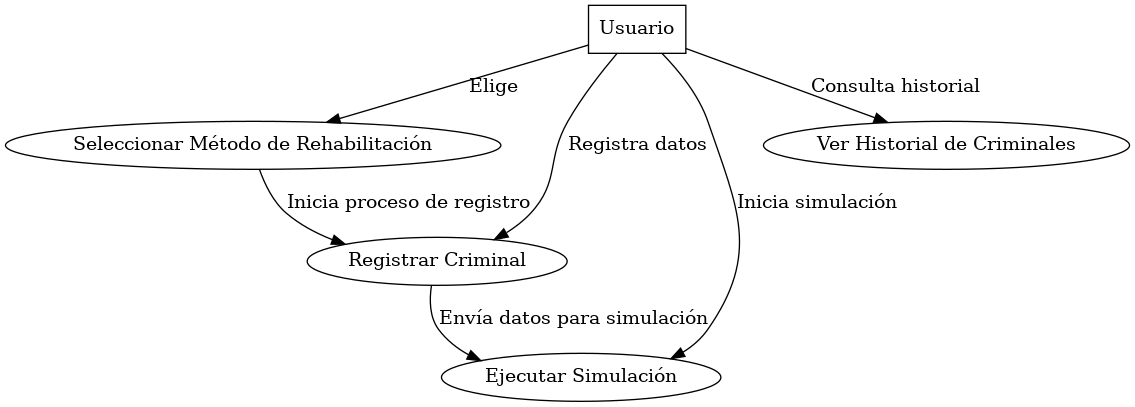 Usuario
Elige
Consulta historial
Seleccionar Método de Rehabilitación
Registra datos
Ver Historial de Criminales
Inicia proceso de registro
Inicia simulación
Registrar Criminal
Envía datos para simulación
Ejecutar Simulación